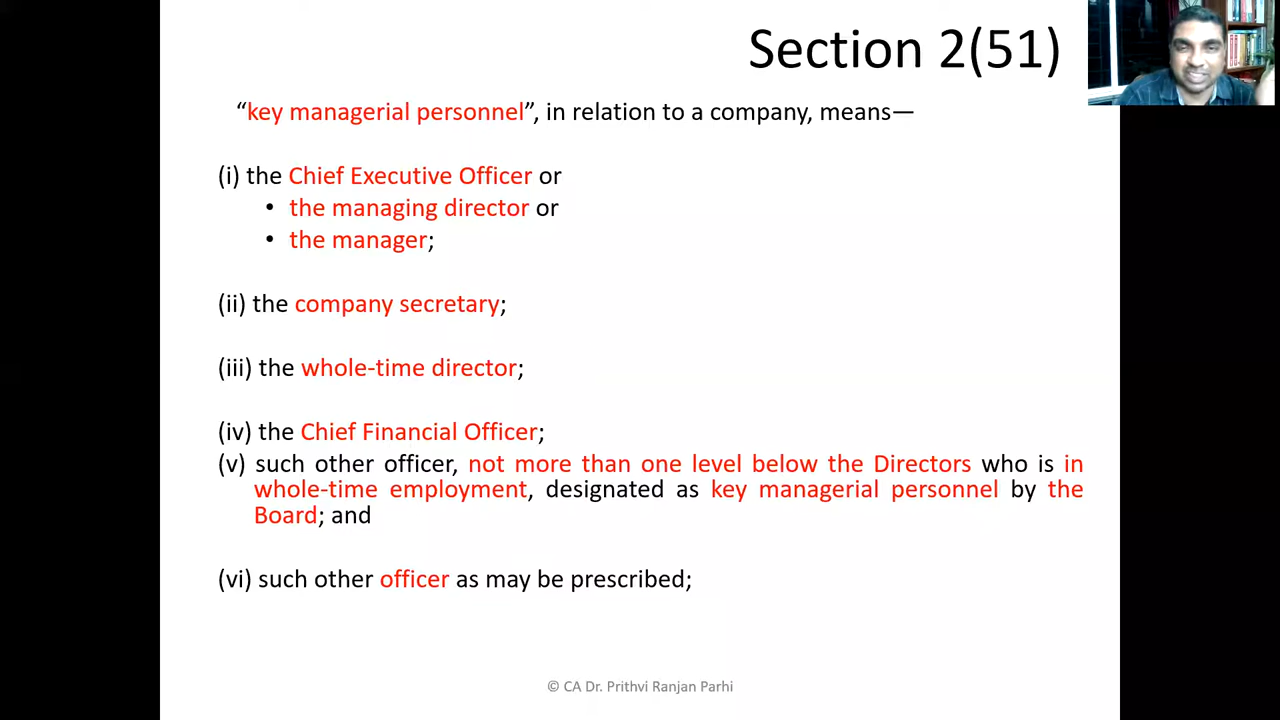 Section 2(51)
“key managerial personnel”, in relation to a company, means—
(i) the Chief Executive Officer or
• the managing director or
• the manager;
(ii) the company secretary;
(iii) the whole-time director;
(iv) the Chief Financial Officer;
(v) such other officer, not more than one level below the Directors who is in
whole-time employment, designated as key managerial personnel by the
Board; and
(vi) such other officer as may be prescribed;
© CA Dr. Prithvi Ranjan Parhi